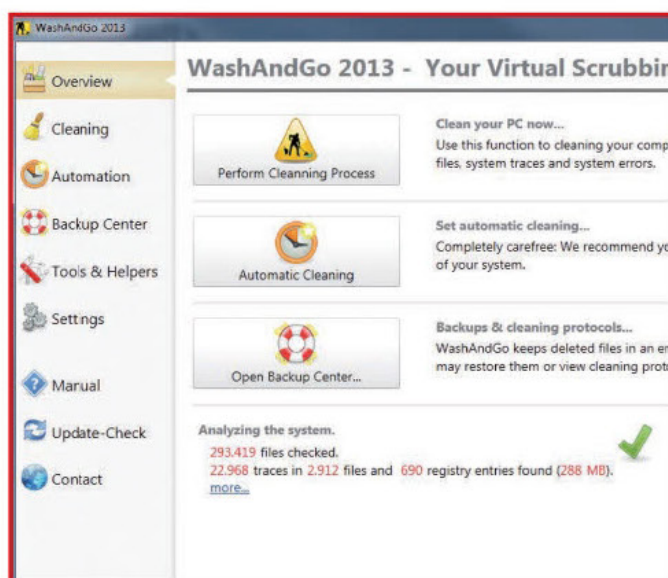 WashAndGo 2013
Overview
Cleaning
Automation
Backup Center
Tools & Helpers
Settings
Manual
Update-Check
Contact
WashAndGo 2013 - Your Virtual Scrubbin
Perform Cleanning Process
Clean your PC now...
Use this function to cleaning your comp
files, system traces and system errors.
Automatic Cleaning
Set automatic cleaning...
Completely carefree: We recommend yo
of your system.
Open Backup Center...
Backups & cleaning protocols...
WashAndGo keeps deleted files in an en
may restore them or view cleaning proto
Analyzing the system.
293.419 files checked.
22.968 traces in 2.912 files and 690 registry entries found (288 MB).
more...